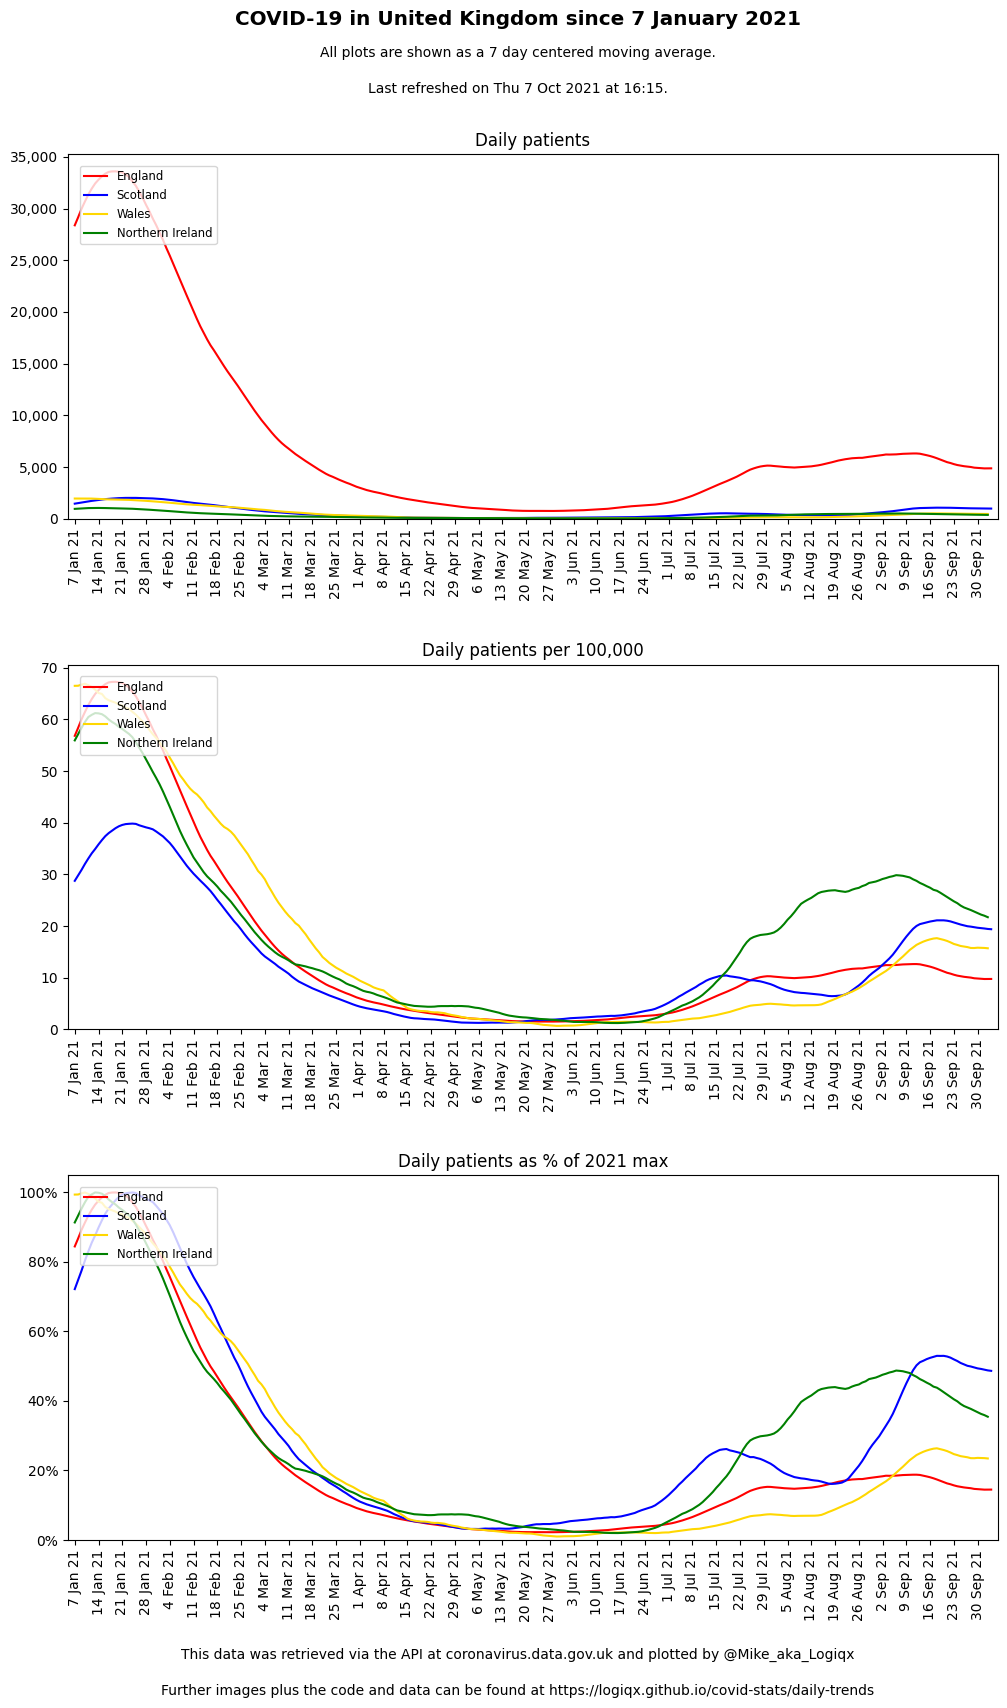 COVID-19 in United Kingdom since 7 January 2021
All plots are shown as a 7 day centered moving average.
Last refreshed on Thu 7 Oct 2021 at 16:15.
Daily patients
35,000
30,000
25,000
20,000
15,000
10,000
5,000
0
England
Scotland
Wales
Northern Ireland
7 Jan 21
14 Jan 21
21 Jan 21
28 Jan 21
4 Feb 21
11 Feb 21
18 Feb 21
25 Feb 21
4 Mar 21
11 Mar 21
18 Mar 21
25 Mar 21
1 Apr 21
8 Apr 21
15 Apr 21
22 Apr 21
29 Apr 21
6 May 21
13 May 21
20 May 21
27 May 21
3 Jun 21
10 Jun 21
17 Jun 21
24 Jun 21
1 Jul 21
8 Jul 21
15 Jul 21
22 Jul 21
29 Jul 21
5 Aug 21
12 Aug 21
19 Aug 21
26 Aug 21
2 Sep 21
9 Sep 21
16 Sep 21
23 Sep 21
30 Sep 21
Daily patients per 100,000
70
60
50
40
30
20
10
0
England
Scotland
Wales
Northern Ireland
7 Jan 21
14 Jan 21
21 Jan 21
28 Jan 21
4 Feb 21
11 Feb 21
18 Feb 21
25 Feb 21
4 Mar 21
11 Mar 21
18 Mar 21
25 Mar 21
1 Apr 21
8 Apr 21
15 Apr 21
22 Apr 21
29 Apr 21
6 May 21
13 May 21
20 May 21
27 May 21
3 Jun 21
10 Jun 21
17 Jun 21
24 Jun 21
1 Jul 21
8 Jul 21
15 Jul 21
22 Jul 21
29 Jul 21
5 Aug 21
12 Aug 21
19 Aug 21
26 Aug 21
2 Sep 21
9 Sep 21
16 Sep 21
23 Sep 21
30 Sep 21
Daily patients as % of 2021 max
100%
80%
60%
40%
20%
0%
England
Scotland
Wales
Northern Ireland
7 Jan 21
14 Jan 21
21 Jan 21
28 Jan 21
4 Feb 21
11 Feb 21
18 Feb 21
25 Feb 21
4 Mar 21
11 Mar 21
18 Mar 21
25 Mar 21
1 Apr 21
8 Apr 21
15 Apr 21
22 Apr 21
29 Apr 21
6 May 21
13 May 21
20 May 21
27 May 21
3 Jun 21
10 Jun 21
17 Jun 21
24 Jun 21
1 Jul 21
8 Jul 21
15 Jul 21
22 Jul 21
29 Jul 21
5 Aug 21
12 Aug 21
19 Aug 21
26 Aug 21
2 Sep 21
9 Sep 21
16 Sep 21
23 Sep 21
30 Sep 21
This data was retrieved via the API at coronavirus.data.gov.uk and plotted by @Mike_aka_Logiqx
Further images plus the code and data can be found at https://logiqx.github.io/covid-stats/daily-trends